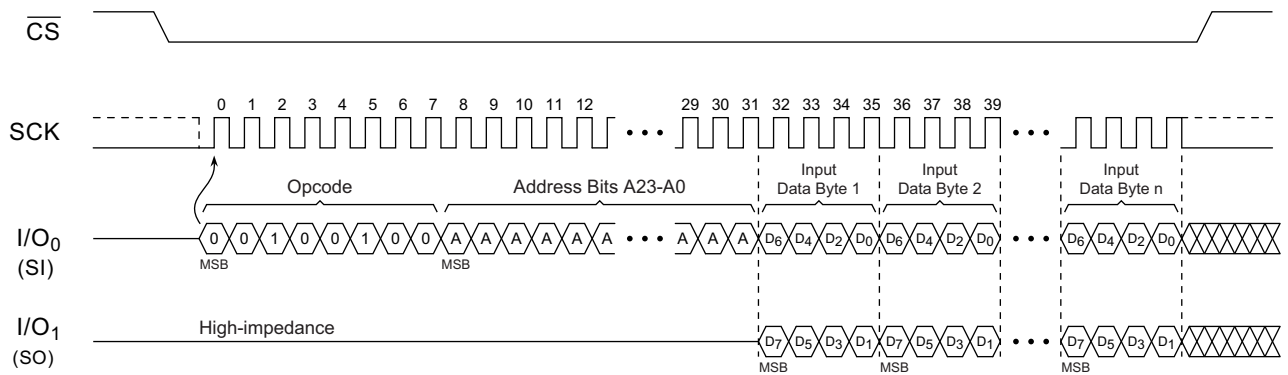 CS
0 1 2 3 4 5 6 7 8 9 10 11 12 29 30 31 32 33 34 35 36 37 38 39
SCK
Opcode
Address Bits A23-A0
Input
Data Byte 1
Input
Data Byte 2
Input
Data Byte n
I/O0
(SI)
0 0 1 0 0 1 0 0 A A A A A A A A A D6 D4 D2 D0 D6 D4 D2 D0 D6 D4 D2 D0
MSB MSB
I/O1
(SO)
High-impedance
D7 D5 D3 D1 D7 D5 D3 D1 D7 D5 D3 D1
MSB MSB MSB